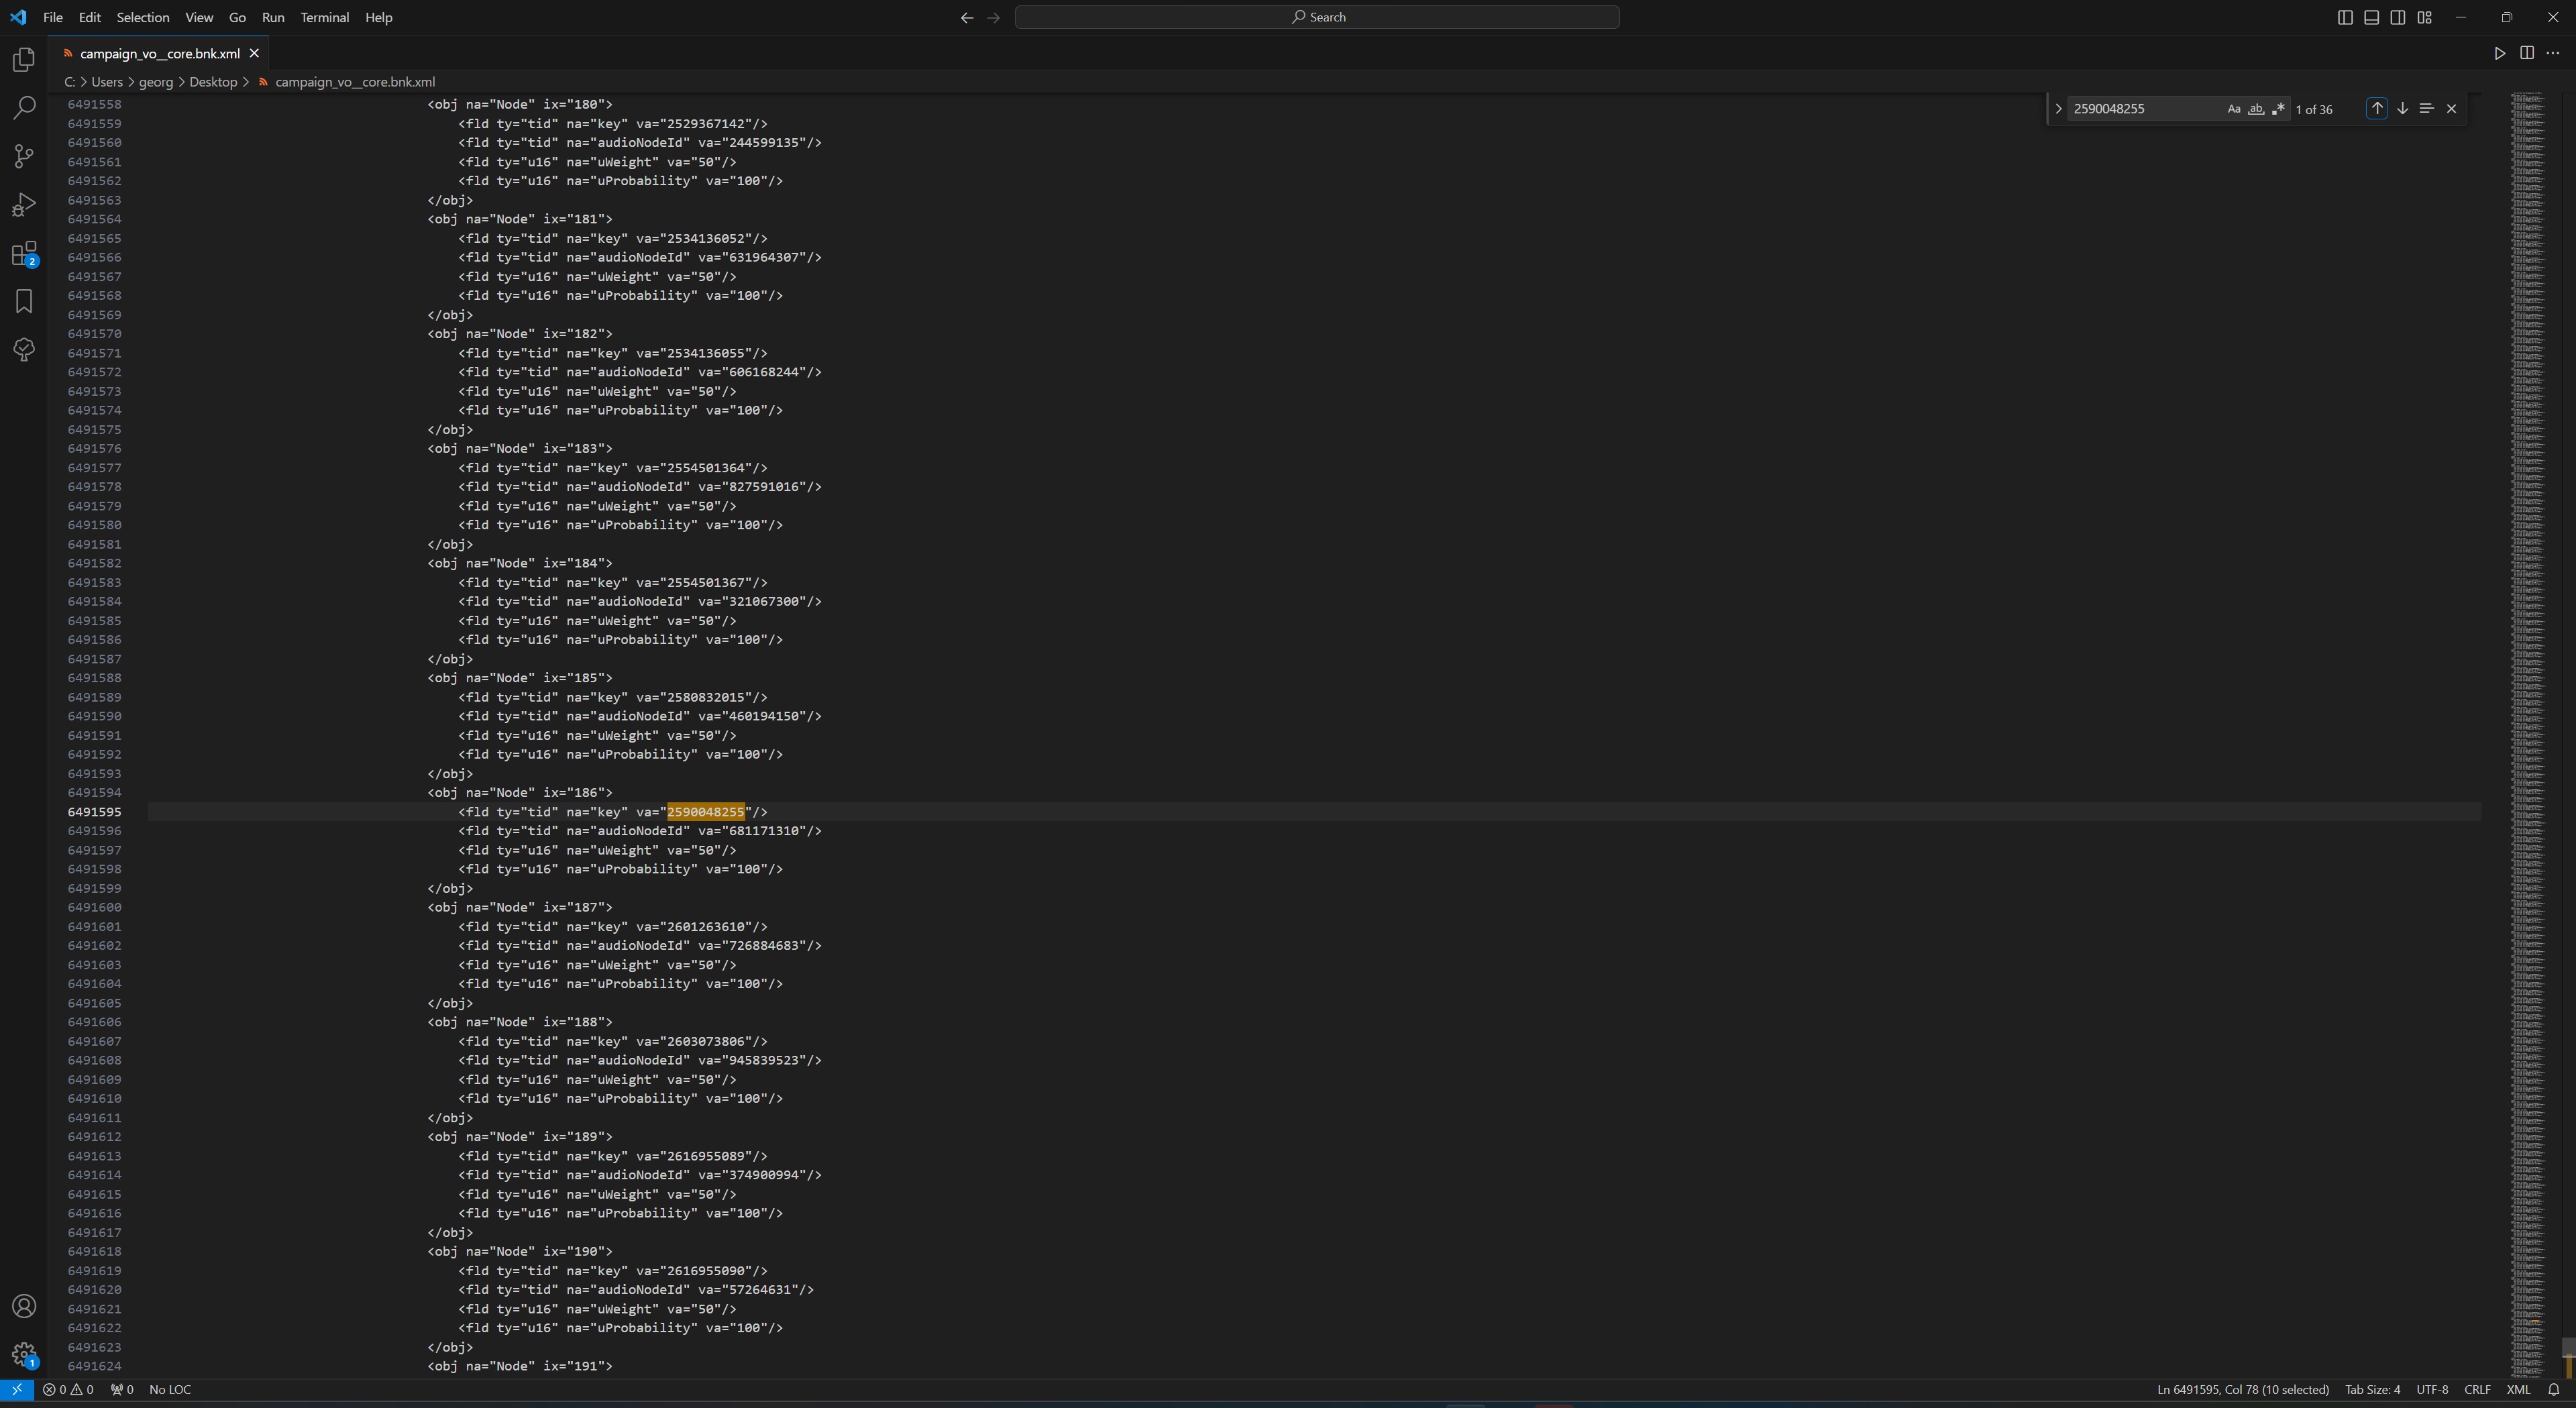 File Edit Selection View Go Run Terminal Help
Search
campaign_vo__core.bnk.xml
C: > Users > georg > Desktop > campaign_vo__core.bnk.xml
2590048255 Aa ab 1 of 36
6491558 <obj na="Node" ix="180">
6491559 <fld ty="tid" na="key" va="2529367142"/>
6491560 <fld ty="tid" na="audioNodeId" va="244599135"/>
6491561 <fld ty="u16" na="uWeight" va="50"/>
6491562 <fld ty="u16" na="uProbability" va="100"/>
6491563 </obj>
6491564 <obj na="Node" ix="181">
6491565 <fld ty="tid" na="key" va="2534136052"/>
6491566 <fld ty="tid" na="audioNodeId" va="631964307"/>
6491567 <fld ty="u16" na="uWeight" va="50"/>
6491568 <fld ty="u16" na="uProbability" va="100"/>
6491569 </obj>
6491570 <obj na="Node" ix="182">
6491571 <fld ty="tid" na="key" va="2534136055"/>
6491572 <fld ty="tid" na="audioNodeId" va="606168244"/>
6491573 <fld ty="u16" na="uWeight" va="50"/>
6491574 <fld ty="u16" na="uProbability" va="100"/>
6491575 </obj>
6491576 <obj na="Node" ix="183">
6491577 <fld ty="tid" na="key" va="2554501364"/>
6491578 <fld ty="tid" na="audioNodeId" va="827591016"/>
6491579 <fld ty="u16" na="uWeight" va="50"/>
6491580 <fld ty="u16" na="uProbability" va="100"/>
6491581 </obj>
6491582 <obj na="Node" ix="184">
6491583 <fld ty="tid" na="key" va="2554501367"/>
6491584 <fld ty="tid" na="audioNodeId" va="321067300"/>
6491585 <fld ty="u16" na="uWeight" va="50"/>
6491586 <fld ty="u16" na="uProbability" va="100"/>
6491587 </obj>
6491588 <obj na="Node" ix="185">
6491589 <fld ty="tid" na="key" va="2580832015"/>
6491590 <fld ty="tid" na="audioNodeId" va="460194150"/>
6491591 <fld ty="u16" na="uWeight" va="50"/>
6491592 <fld ty="u16" na="uProbability" va="100"/>
6491593 </obj>
6491594 <obj na="Node" ix="186">
6491595 <fld ty="tid" na="key" va="2590048255"/>
6491596 <fld ty="tid" na="audioNodeId" va="681171310"/>
6491597 <fld ty="u16" na="uWeight" va="50"/>
6491598 <fld ty="u16" na="uProbability" va="100"/>
6491599 </obj>
6491600 <obj na="Node" ix="187">
6491601 <fld ty="tid" na="key" va="2601263610"/>
6491602 <fld ty="tid" na="audioNodeId" va="726884683"/>
6491603 <fld ty="u16" na="uWeight" va="50"/>
6491604 <fld ty="u16" na="uProbability" va="100"/>
6491605 </obj>
6491606 <obj na="Node" ix="188">
6491607 <fld ty="tid" na="key" va="2603073806"/>
6491608 <fld ty="tid" na="audioNodeId" va="945839523"/>
6491609 <fld ty="u16" na="uWeight" va="50"/>
6491610 <fld ty="u16" na="uProbability" va="100"/>
6491611 </obj>
6491612 <obj na="Node" ix="189">
6491613 <fld ty="tid" na="key" va="2616955089"/>
6491614 <fld ty="tid" na="audioNodeId" va="374900994"/>
6491615 <fld ty="u16" na="uWeight" va="50"/>
6491616 <fld ty="u16" na="uProbability" va="100"/>
6491617 </obj>
6491618 <obj na="Node" ix="190">
6491619 <fld ty="tid" na="key" va="2616955090"/>
6491620 <fld ty="tid" na="audioNodeId" va="57264631"/>
6491621 <fld ty="u16" na="uWeight" va="50"/>
6491622 <fld ty="u16" na="uProbability" va="100"/>
6491623 </obj>
6491624 <obj na="Node" ix="191">
2
1
0 0 0 No LOC Ln 6491595, Col 78 (10 selected) Tab Size: 4 UTF-8 CRLF XML